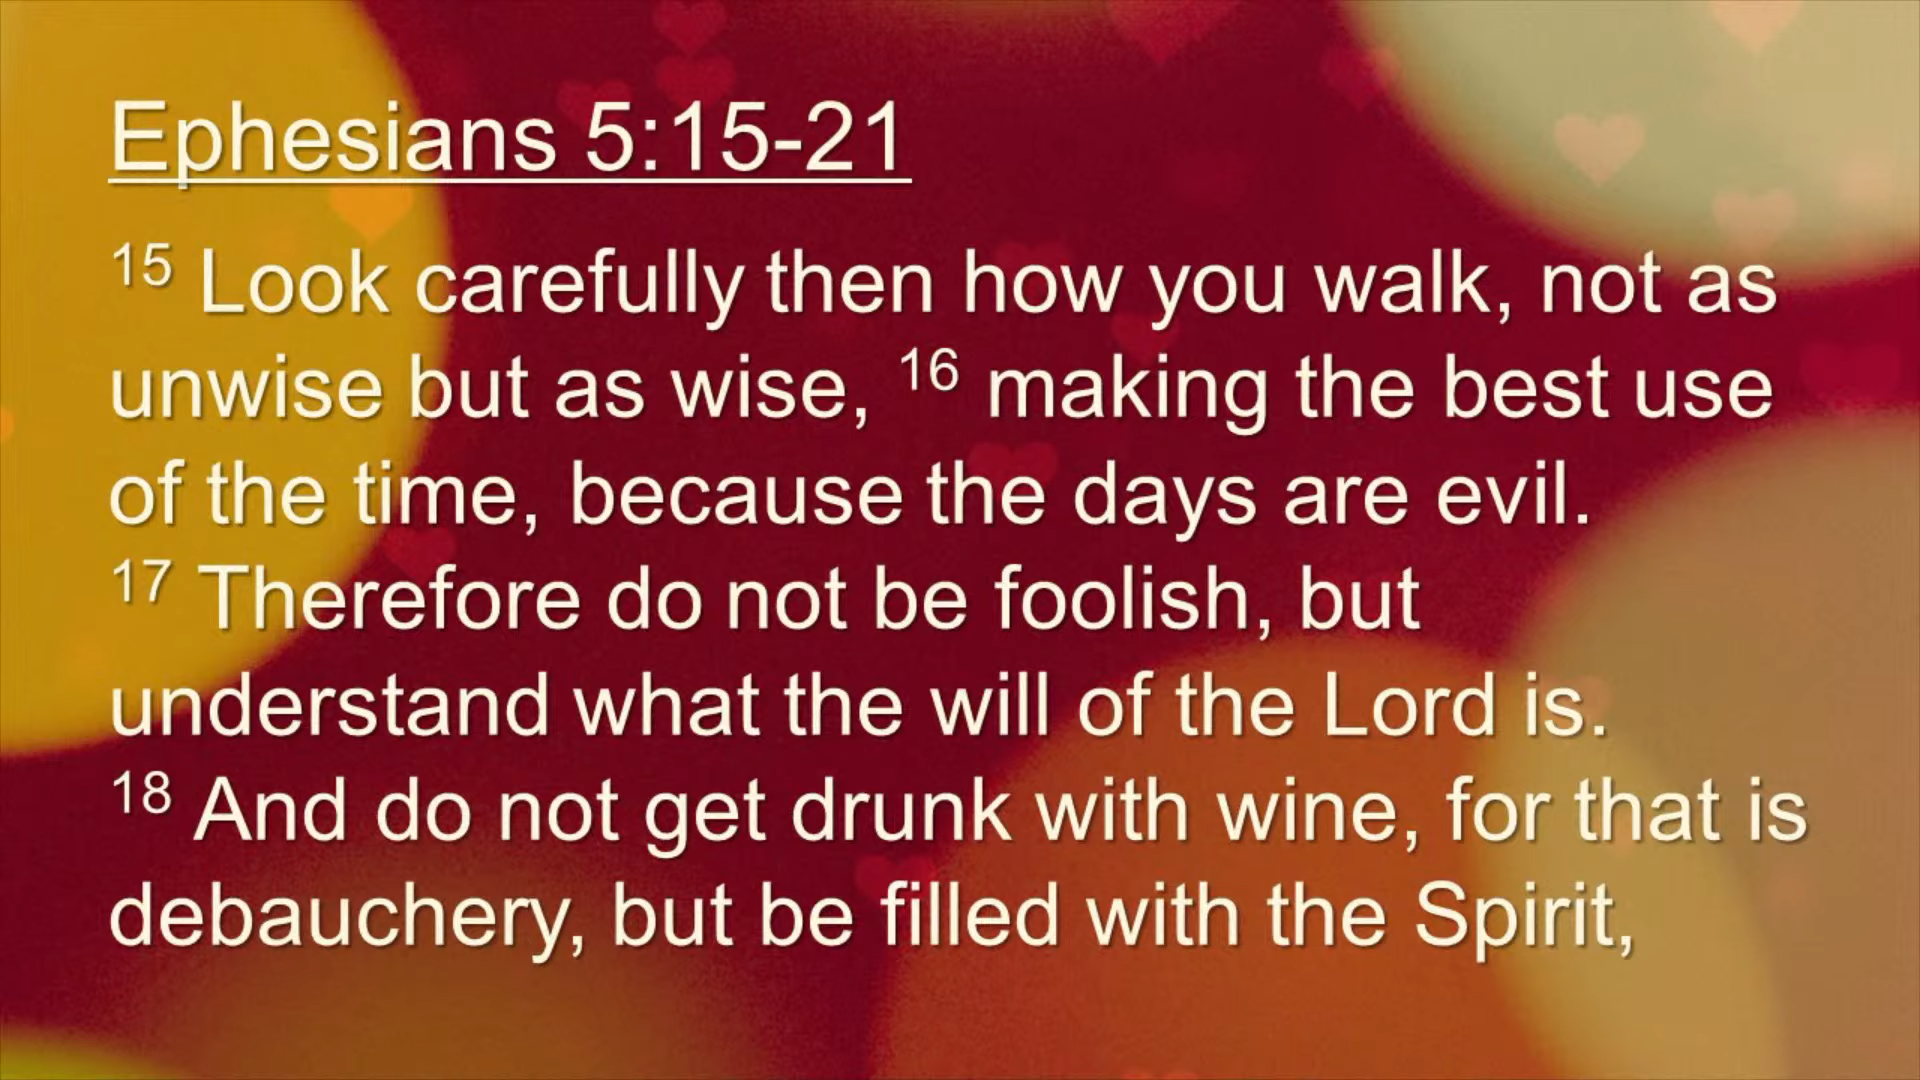 Ephesians 5:15-21
15 Look carefully then how you walk, not as
unwise but as wise, 16 making the best use
of the time, because the days are evil.
17 Therefore do not be foolish, but
understand what the will of the Lord is.
18 And do not get drunk with wine, for that is
debauchery, but be filled with the Spirit,